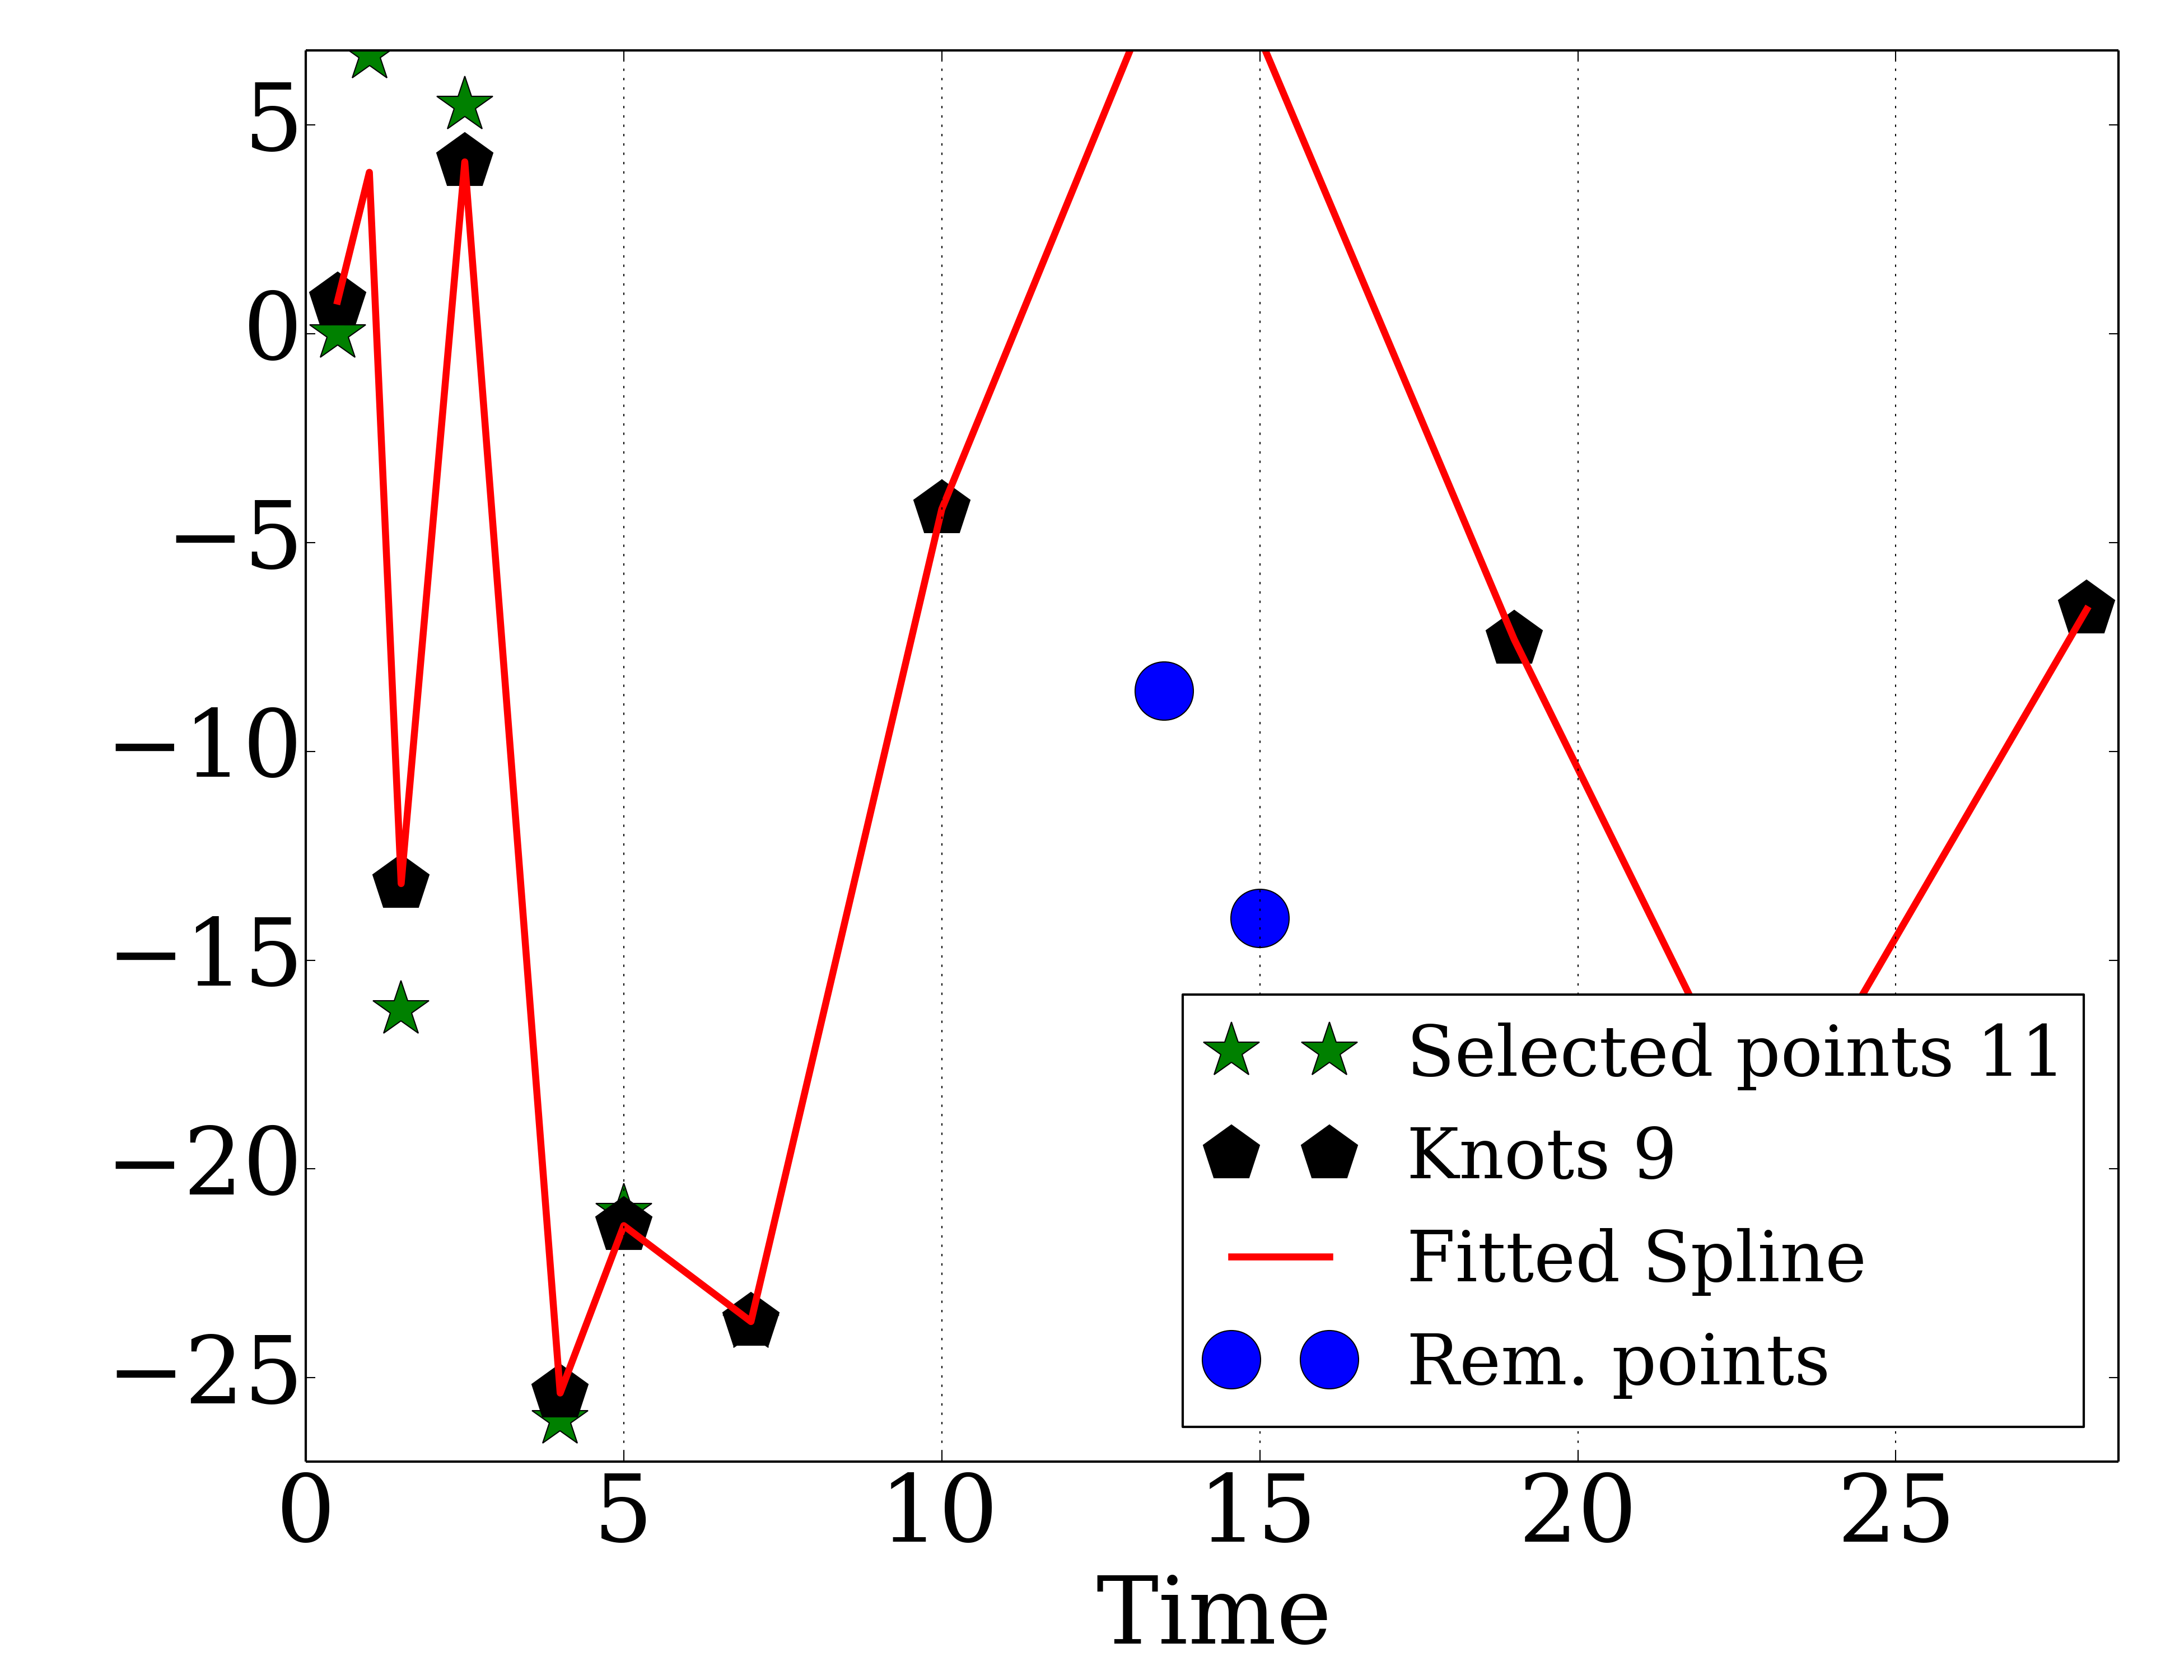 5
0
−5
−10
−15
−20
−25
0 5 10 15 20 25
Time
Selected points 11
Knots 9
Fitted Spline
Rem. points